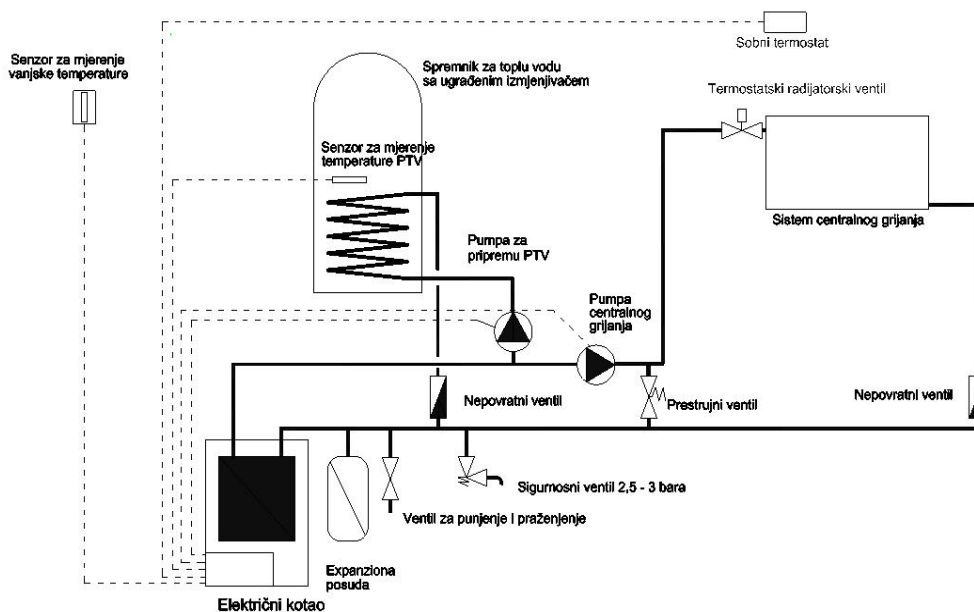 Sobni termostat
Senzor za mjerenje
vanjske temperature
Spremnik za toplu vodu
sa ugrađenim izmjenjivačem
Termostatski radijatorski ventil
Senzor za mjerenje
temperature PTV
Sistem centralnog grijanja
Pumpa za
pripremu PTV
Pumpa
centralnog
grijanja
Nepovratni ventil
Prestrujni ventil
Nepovratni ventil
Sigurnosni ventil 2,5 - 3 bara
Ventil za punjenje I praženjenje
Expanziona
posuda
Električni kotao